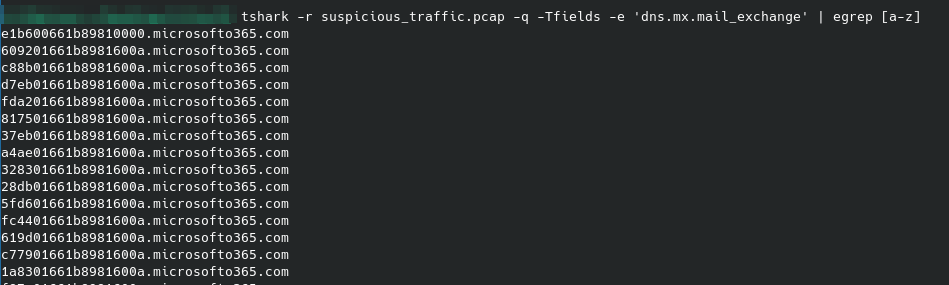 tshark -r suspicious_traffic.pcap -q -Tfields -e 'dns.mx.mail_exchange' | egrep [a-z]
e1b600661b89810000.microsofto365.com
609201661b8981600a.microsofto365.com
c88b01661b8981600a.microsofto365.com
d7eb01661b8981600a.microsofto365.com
fda201661b8981600a.microsofto365.com
817501661b8981600a.microsofto365.com
37eb01661b8981600a.microsofto365.com
a4ae01661b8981600a.microsofto365.com
328301661b8981600a.microsofto365.com
28db01661b8981600a.microsofto365.com
5fd601661b8981600a.microsofto365.com
fc4401661b8981600a.microsofto365.com
619d01661b8981600a.microsofto365.com
c77901661b8981600a.microsofto365.com
1a8301661b8981600a.microsofto365.com